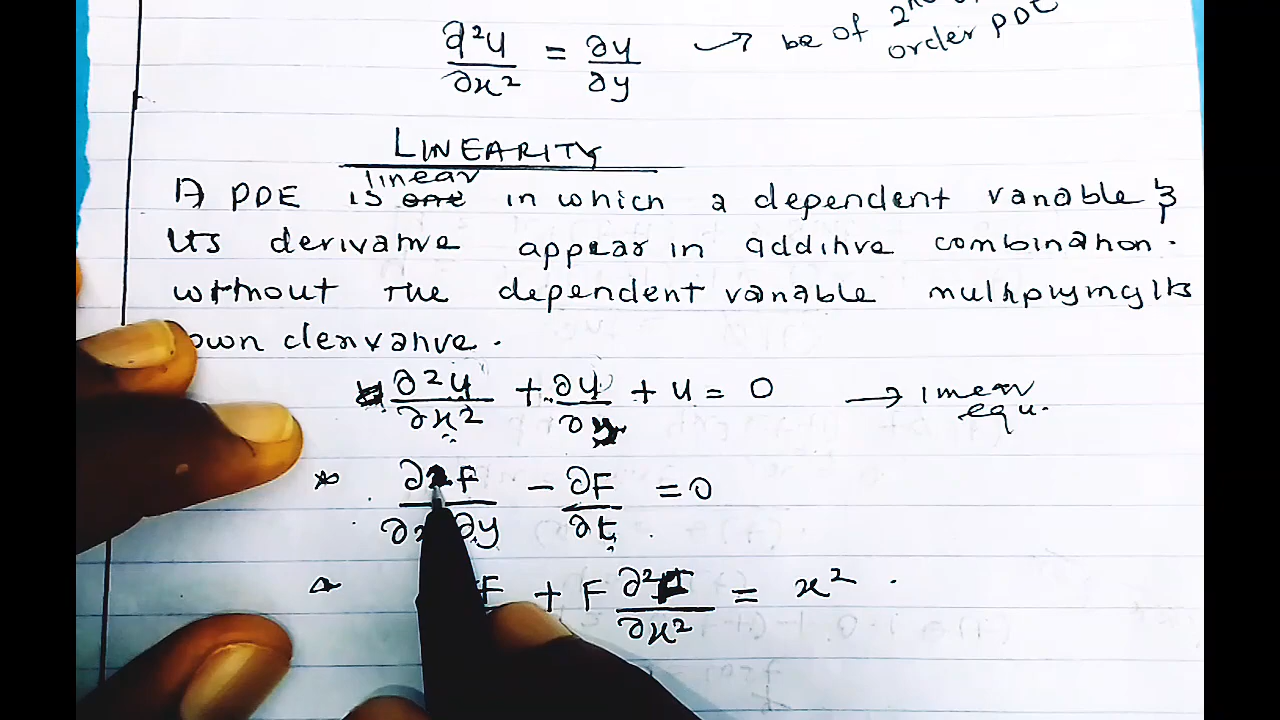 ∂²u/∂x² = ∂y/∂y → be of 2nd order PDE
LINEARITY
A PDE is linear in which a dependent variable &
its derivative appear in additive combination.
without the dependent variable multiplying its
own derivative.
∂²u/∂x² + ∂u/∂y + u = 0 → linear equ.
* ∂²F/∂x∂y - ∂F/∂t = 0
F + F ∂²F/∂x² = x²